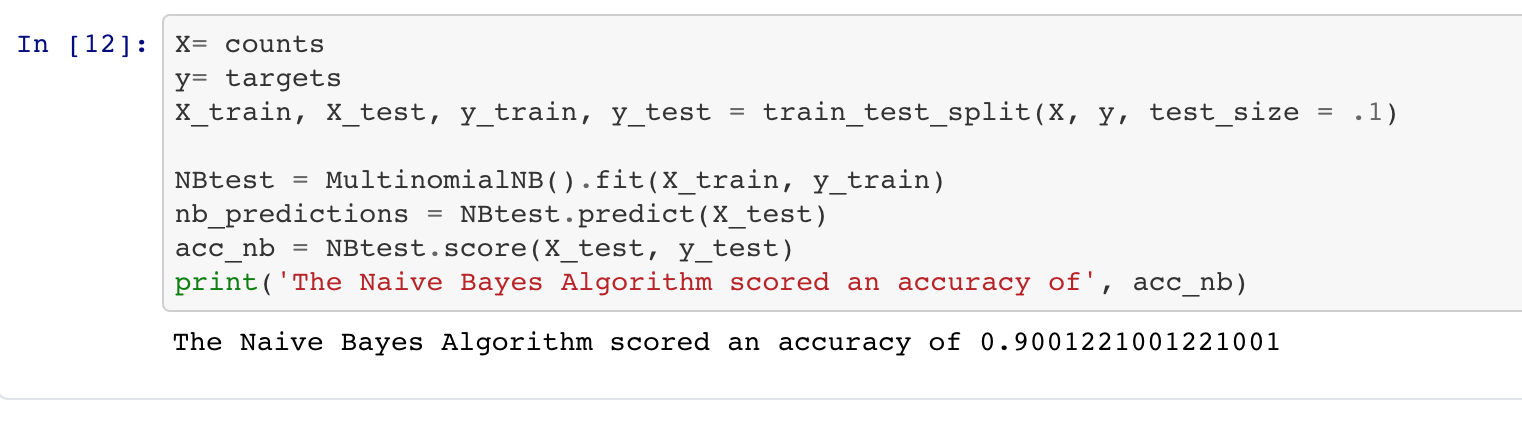 In [12]:
X= counts
y= targets
X_train, X_test, y_train, y_test = train_test_split(X, y, test_size = .1)
NBtest = MultinomialNB().fit(X_train, y_train)
nb_predictions = NBtest.predict(X_test)
acc_nb = NBtest.score(X_test, y_test)
print('The Naive Bayes Algorithm scored an accuracy of', acc_nb)
The Naive Bayes Algorithm scored an accuracy of 0.9001221001221001